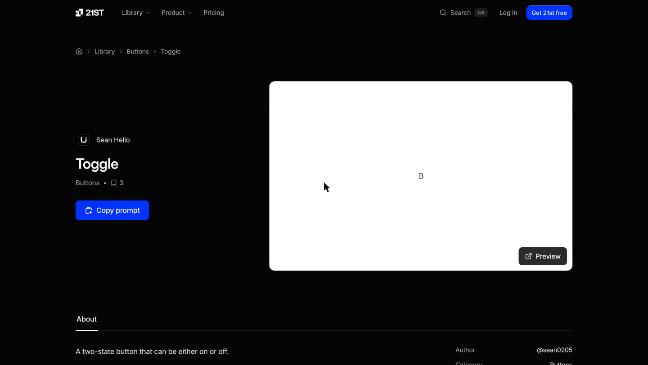 21ST
Library
Product
Pricing
Search
⌘K
Log in
Get 21st free
Library
Buttons
Toggle
Sean Hello
Toggle
Buttons • 3
Copy prompt
B
Preview
About
A two-state button that can be either on or off.
Author
@sean0205
Category
Buttons